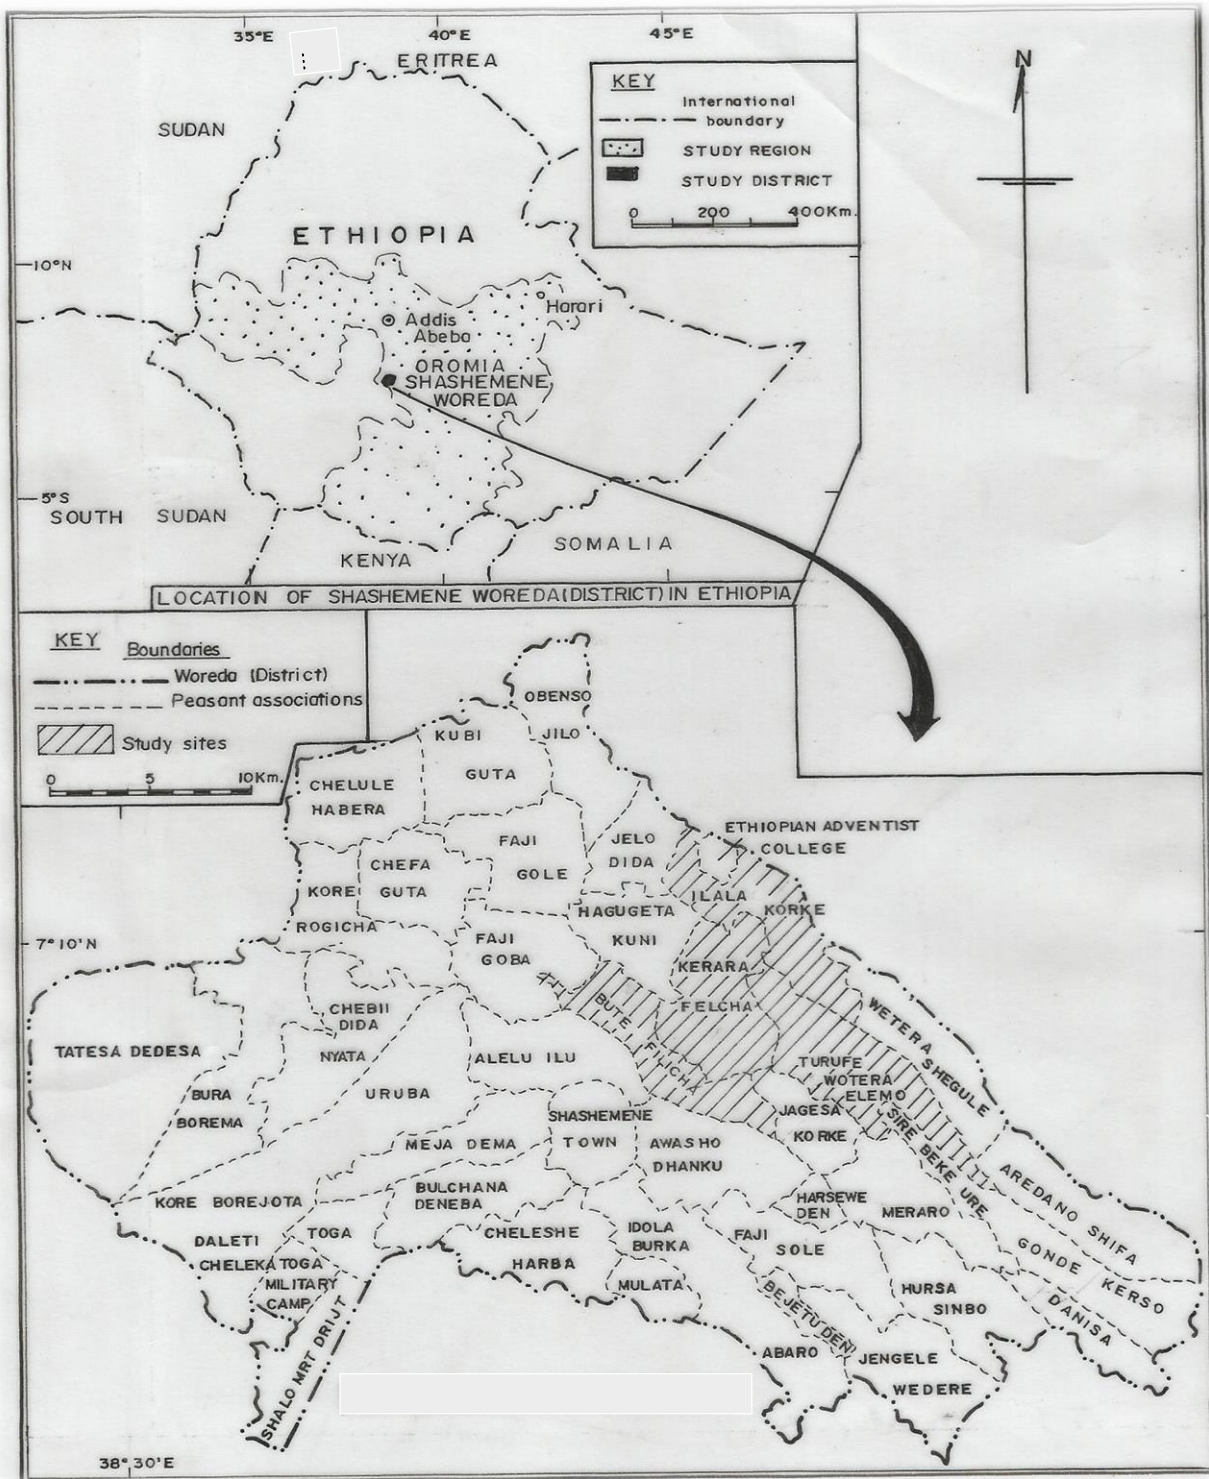 35°E
40°E
45°E
ERITREA
SUDAN
KEY
International
boundary
STUDY REGION
STUDY DISTRICT
0 200 400Km.
N
ETHIOPIA
10°N
Harari
Addis
Abeba
OROMIA
SHASHEMENE
WOREDA
5°S
SOUTH SUDAN
KENYA
SOMALIA
LOCATION OF SHASHEMENE WOREDA(DISTRICT) IN ETHIOPIA
KEY
Boundaries
Woreda (District)
Peasant associations
Study sites
0 5 10Km.
OBENSO
JILO
KUBI
GUTA
CHELULE
HABERA
FAJI
GOLE
JELO
DIDA
ETHIOPIAN ADVENTIST
COLLEGE
CHEFA
GUTA
KORE
ROGICHA
ILALA
KORKE
HAGUGETA
KUNI
7°10'N
FAJI
GOBA
KERARA
FELCHA
BUTE FILICHA
CHEBII
DIDA
WETERA SHEGULE
TATESA DEDESA
NYATA
ALELU ILU
TURUFE
WOTERA
ELEMO
BURA
BOREMA
URUBA
SHASHEMENE
TOWN
JAGESA
KORKE
SIRE BEKE URE
MEJA DEMA
AWASHO
DHANKU
AREDANO SHIFA
KORE BOREJOTA
BULCHANA
DENEBA
HARSEWE
DEN
MERARO
DALETI
CHELEKA
TOGA
TOGA
MILITARY
CAMP
CHELESHE
HARBA
IDOLA
BURKA
FAJI
SOLE
GONDE KERSO
MULATA
HURSA
SINBO
DANISA
BEJETU DEN
SHALO MRT DRIJT
ABARO
JENGELE
WEDERE
38°30'E